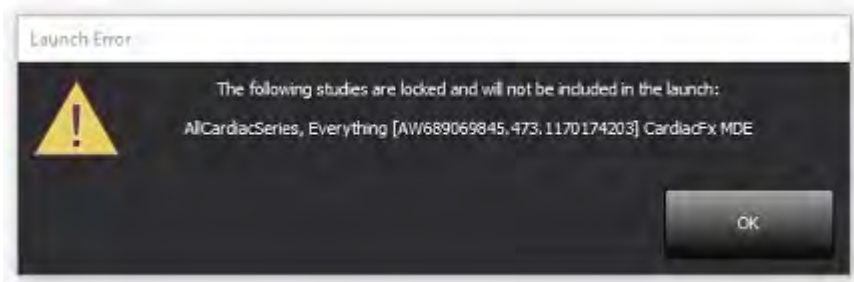 Launch Error
The following studies are locked and will not be included in the launch:
AllCardiacSeries, Everything [AW689069845.473.1170174203] CardiacFx MDE
OK